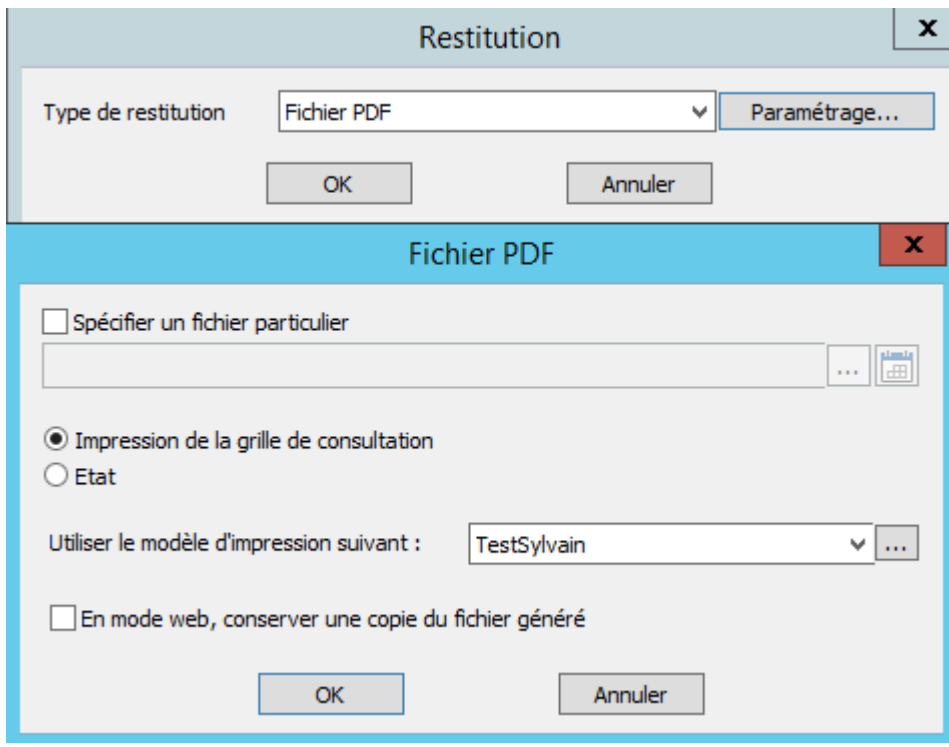 Restitution
x
Type de restitution Fichier PDF Paramétrage...
OK Annuler
Fichier PDF
x
Spécifier un fichier particulier
...
Impression de la grille de consultation
Etat
Utiliser le modèle d'impression suivant : TestSylvain ...
En mode web, conserver une copie du fichier généré
OK Annuler